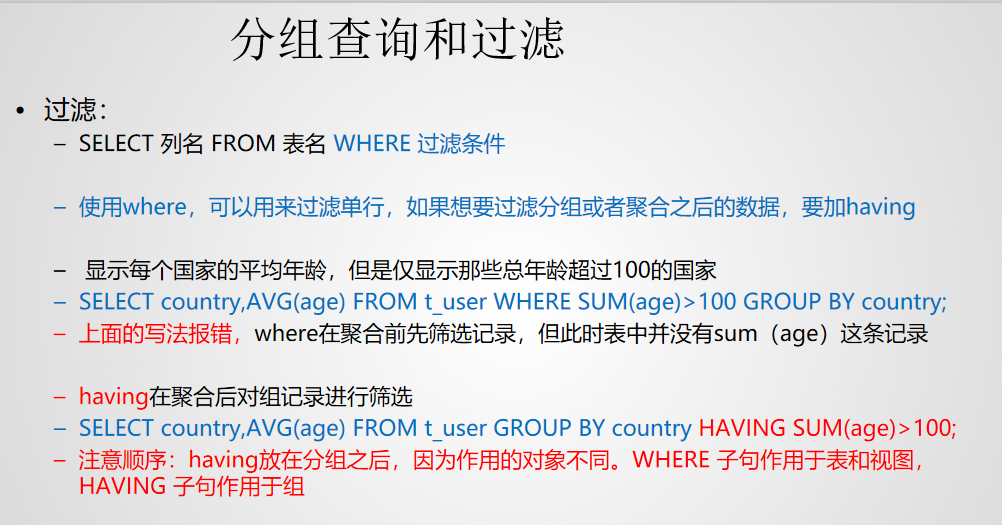 分组查询和过滤
• 过滤：
– SELECT 列名 FROM 表名 WHERE 过滤条件
– 使用where，可以用来过滤单行，如果想要过滤分组或者聚合之后的数据，要加having
– 显示每个国家的平均年龄，但是仅显示那些总年龄超过100的国家
– SELECT country,AVG(age) FROM t_user WHERE SUM(age)>100 GROUP BY country;
– 上面的写法报错，where在聚合前先筛选记录，但此时表中并没有sum（age）这条记录
– having在聚合后对组记录进行筛选
– SELECT country,AVG(age) FROM t_user GROUP BY country HAVING SUM(age)>100;
– 注意顺序：having放在分组之后，因为作用的对象不同。WHERE 子句作用于表和视图，
HAVING 子句作用于组